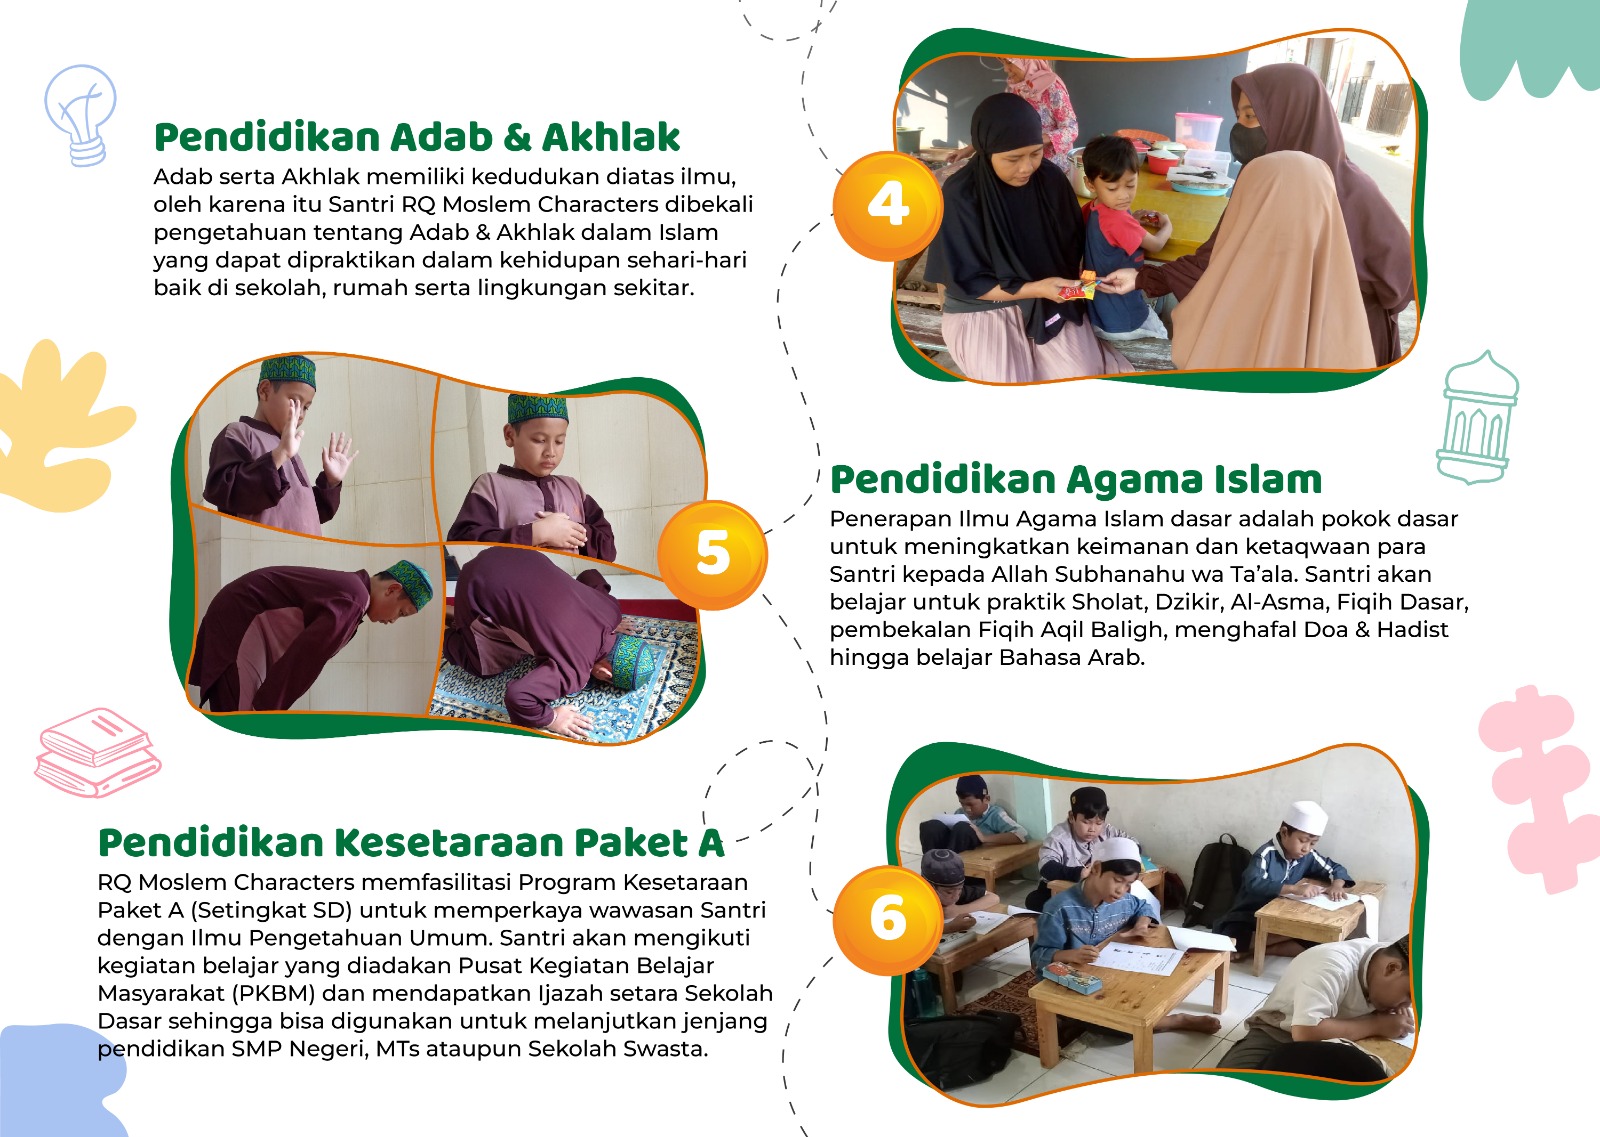 Pendidikan Adab & Akhlak
Adab serta Akhlak memiliki kedudukan diatas ilmu,
oleh karena itu Santri RQ Moslem Characters dibekali
pengetahuan tentang Adab & Akhlak dalam Islam
yang dapat dipraktikan dalam kehidupan sehari-hari
baik di sekolah, rumah serta lingkungan sekitar.
4
5
Pendidikan Agama Islam
Penerapan Ilmu Agama Islam dasar adalah pokok dasar
untuk meningkatkan keimanan dan ketaqwaan para
Santri kepada Allah Subhanahu wa Ta’ala. Santri akan
belajar untuk praktik Sholat, Dzikir, Al-Asma, Fiqih Dasar,
pembekalan Fiqih Aqil Baligh, menghafal Doa & Hadist
hingga belajar Bahasa Arab.
Pendidikan Kesetaraan Paket A
RQ Moslem Characters memfasilitasi Program Kesetaraan
Paket A (Setingkat SD) untuk memperkaya wawasan Santri
dengan Ilmu Pengetahuan Umum. Santri akan mengikuti
kegiatan belajar yang diadakan Pusat Kegiatan Belajar
Masyarakat (PKBM) dan mendapatkan Ijazah setara Sekolah
Dasar sehingga bisa digunakan untuk melanjutkan jenjang
pendidikan SMP Negeri, MTs ataupun Sekolah Swasta.
6